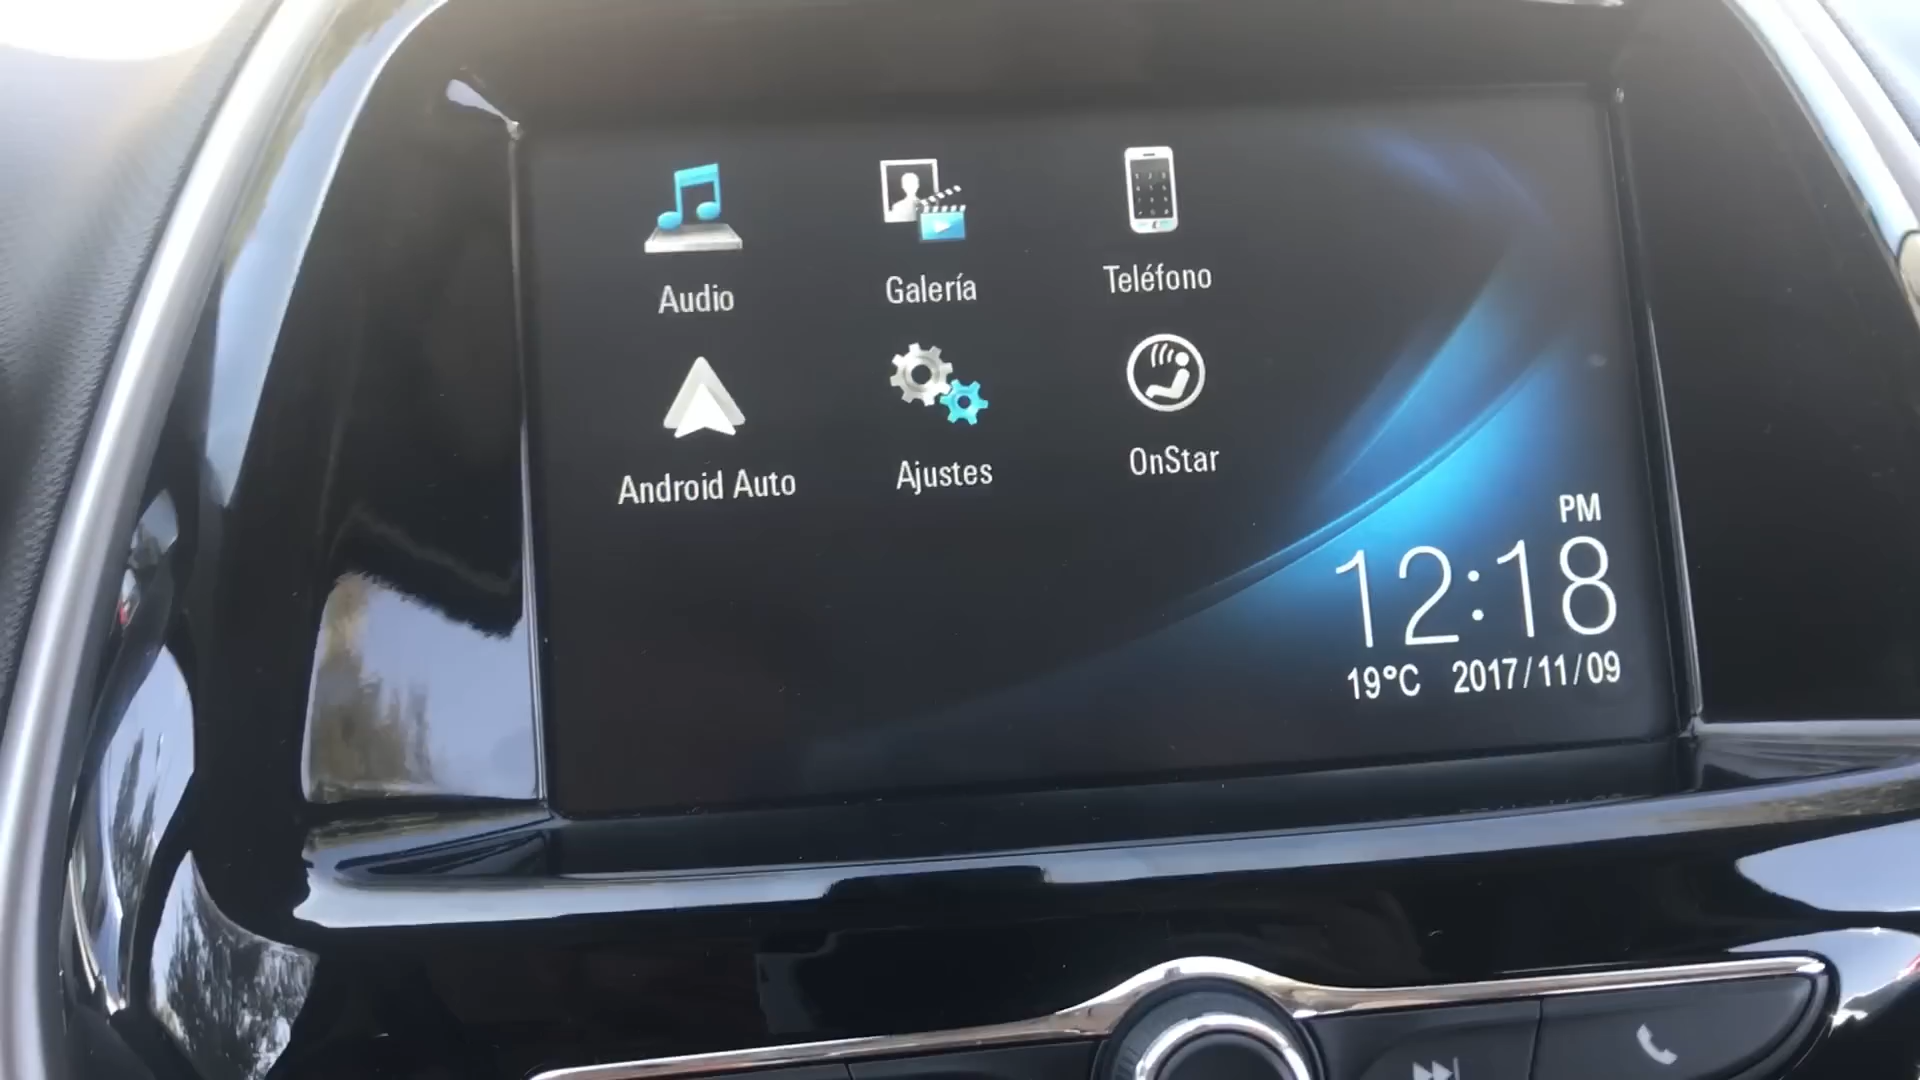 Audio
Galería
Teléfono
Android Auto
Ajustes
OnStar
PM
12:18
19°C 2017/11/09